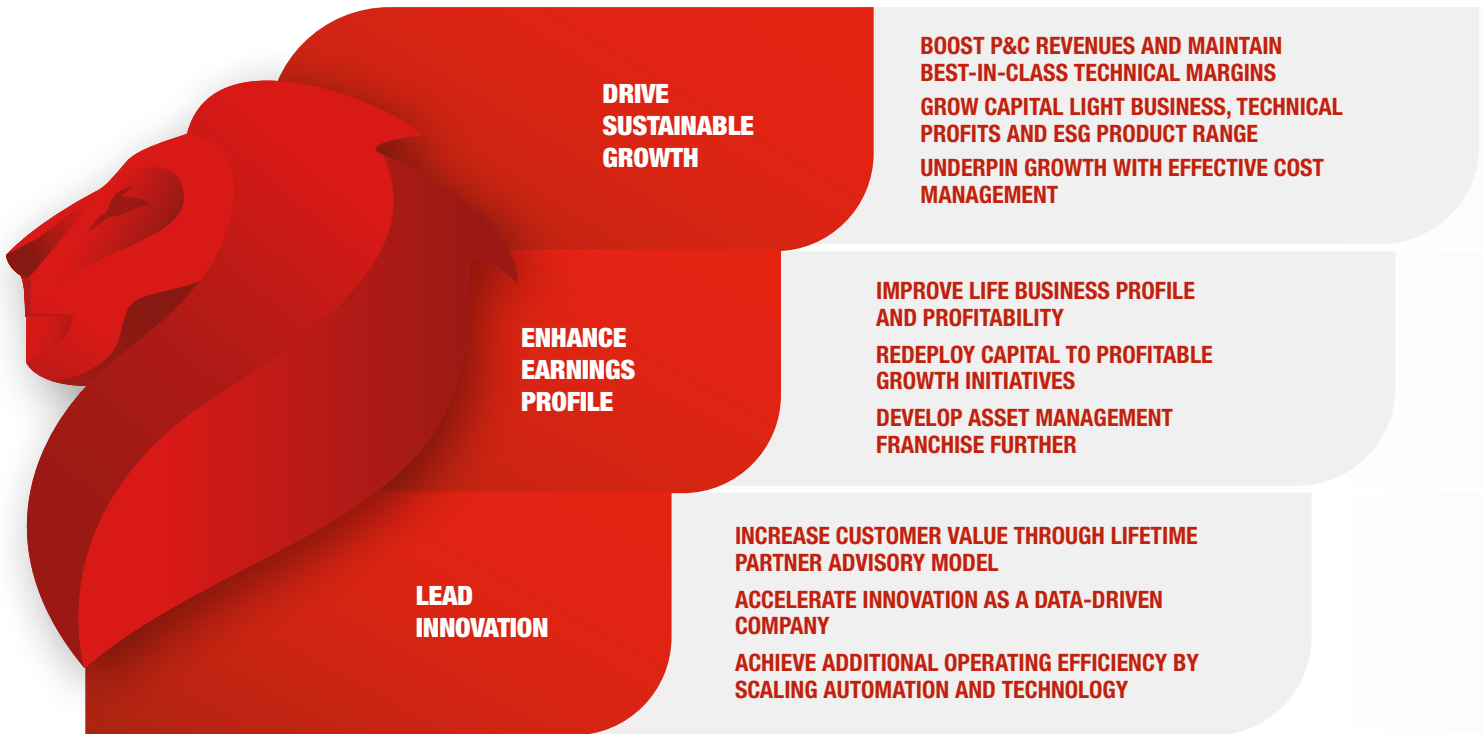 DRIVE
SUSTAINABLE
GROWTH
BOOST P&C REVENUES AND MAINTAIN
BEST-IN-CLASS TECHNICAL MARGINS
GROW CAPITAL LIGHT BUSINESS, TECHNICAL
PROFITS AND ESG PRODUCT RANGE
UNDERPIN GROWTH WITH EFFECTIVE COST
MANAGEMENT
ENHANCE
EARNINGS
PROFILE
IMPROVE LIFE BUSINESS PROFILE
AND PROFITABILITY
REDEPLOY CAPITAL TO PROFITABLE
GROWTH INITIATIVES
DEVELOP ASSET MANAGEMENT
FRANCHISE FURTHER
LEAD
INNOVATION
INCREASE CUSTOMER VALUE THROUGH LIFETIME
PARTNER ADVISORY MODEL
ACCELERATE INNOVATION AS A DATA-DRIVEN
COMPANY
ACHIEVE ADDITIONAL OPERATING EFFICIENCY BY
SCALING AUTOMATION AND TECHNOLOGY